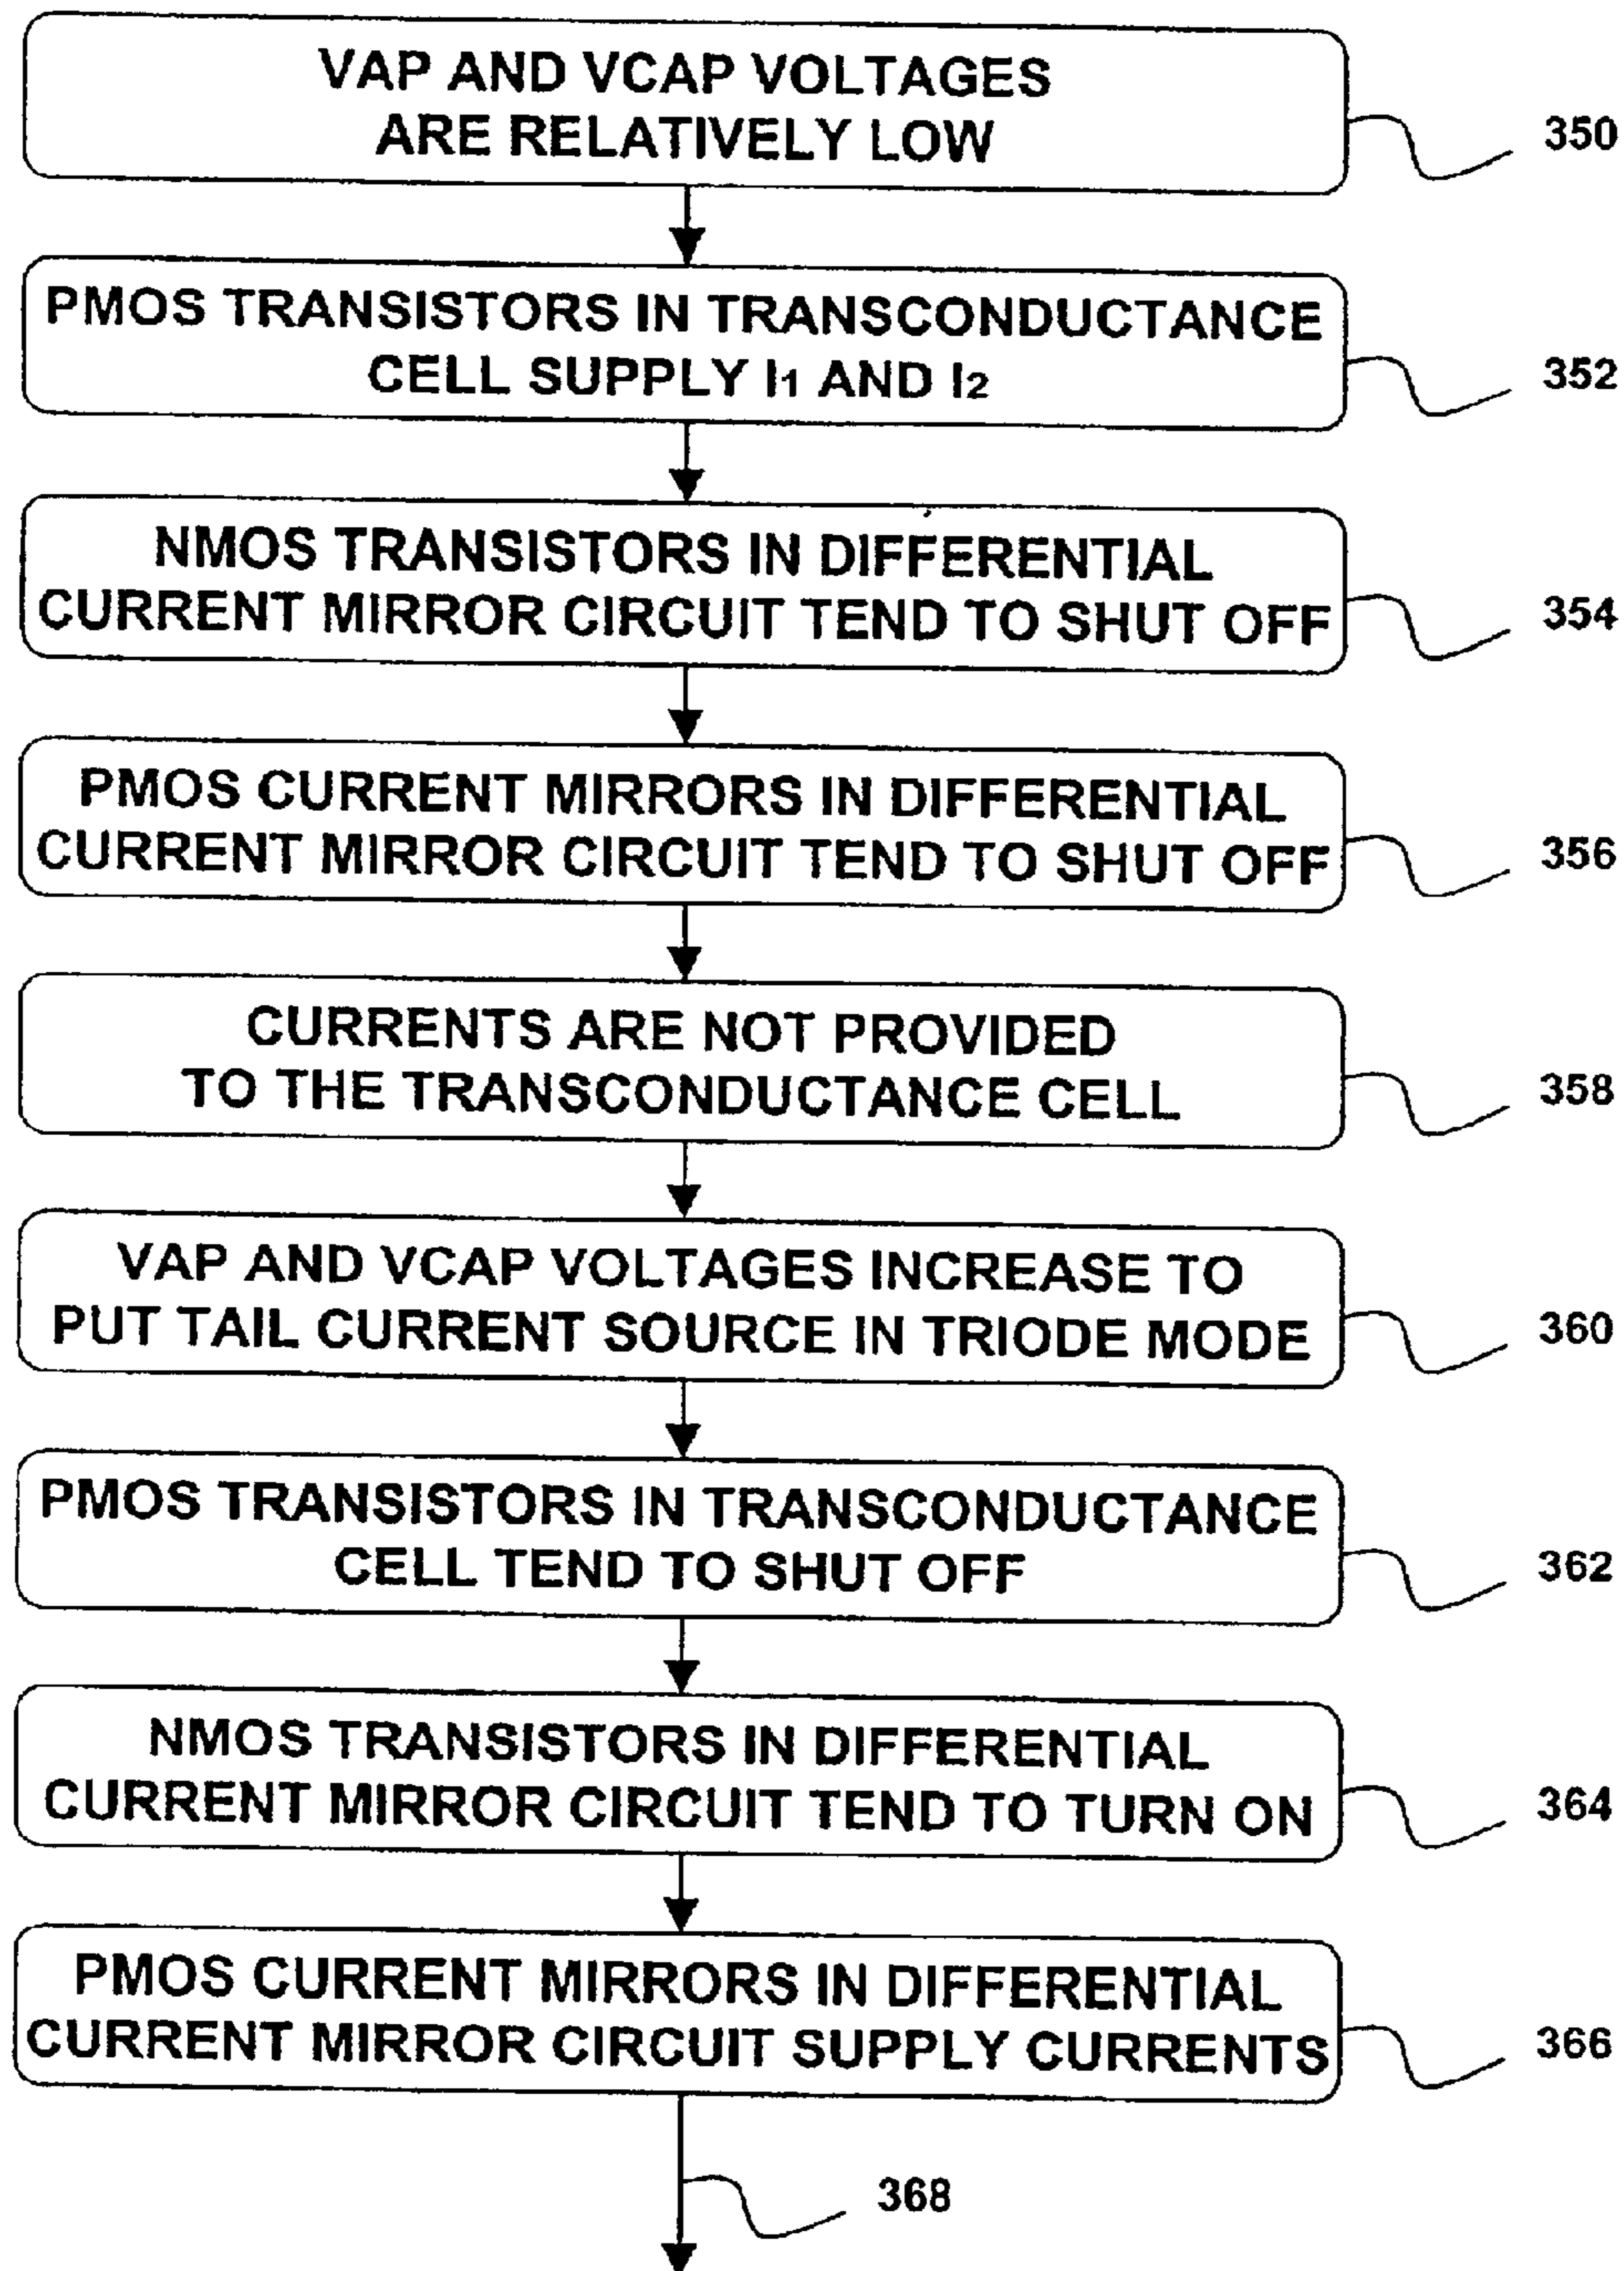 VAP AND VCAP VOLTAGES
ARE RELATIVELY LOW
350
PMOS TRANSISTORS IN TRANSCONDUCTANCE
CELL SUPPLY I1 AND I2
352
NMOS TRANSISTORS IN DIFFERENTIAL
CURRENT MIRROR CIRCUIT TEND TO SHUT OFF
354
PMOS CURRENT MIRRORS IN DIFFERENTIAL
CURRENT MIRROR CIRCUIT TEND TO SHUT OFF
356
CURRENTS ARE NOT PROVIDED
TO THE TRANSCONDUCTANCE CELL
358
VAP AND VCAP VOLTAGES INCREASE TO
PUT TAIL CURRENT SOURCE IN TRIODE MODE
360
PMOS TRANSISTORS IN TRANSCONDUCTANCE
CELL TEND TO SHUT OFF
362
NMOS TRANSISTORS IN DIFFERENTIAL
CURRENT MIRROR CIRCUIT TEND TO TURN ON
364
PMOS CURRENT MIRRORS IN DIFFERENTIAL
CURRENT MIRROR CIRCUIT SUPPLY CURRENTS
366
368